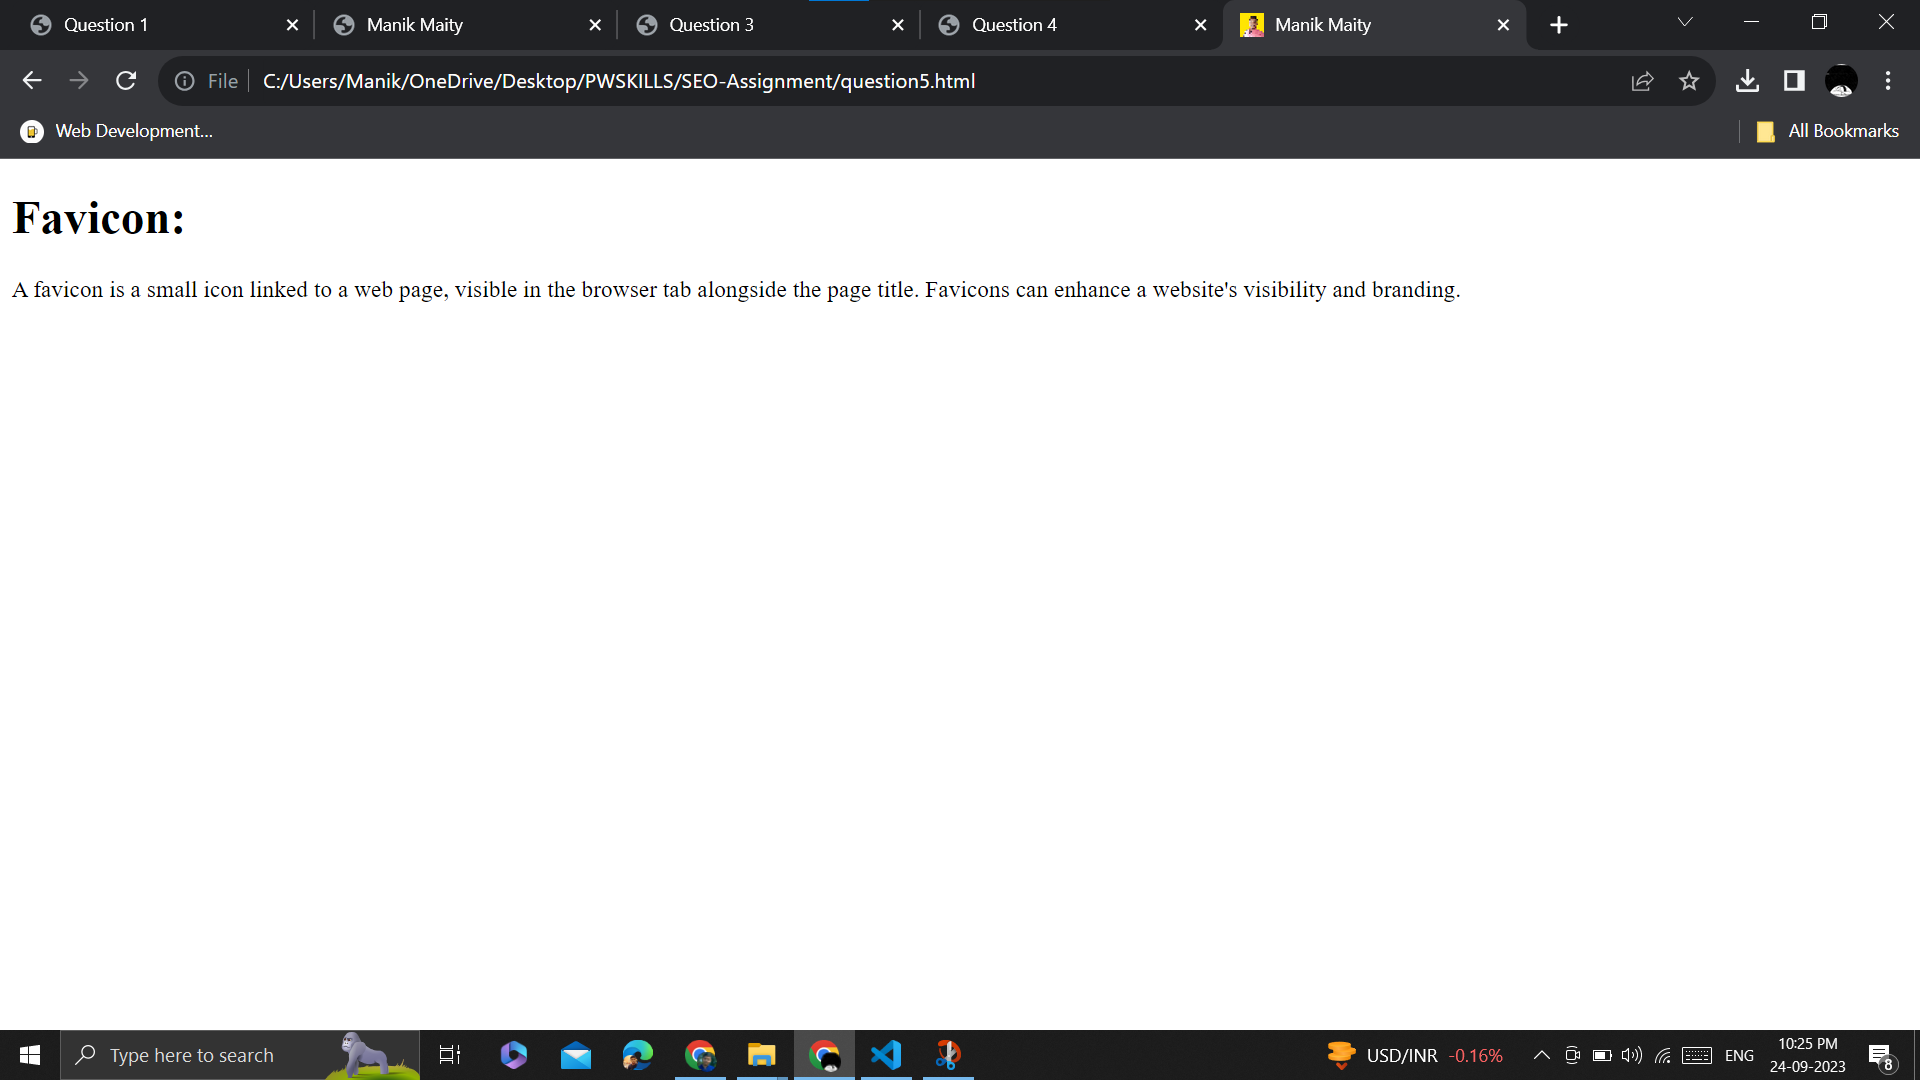 Question 1
Manik Maity
Question 3
Question 4
Manik Maity
File
C:/Users/Manik/OneDrive/Desktop/PWSKILLS/SEO-Assignment/question5.html
Web Development...
All Bookmarks
Favicon:
A favicon is a small icon linked to a web page, visible in the browser tab alongside the page title. Favicons can enhance a website's visibility and branding.
Type here to search
USD/INR -0.16%
ENG
10:25 PM
24-09-2023
8